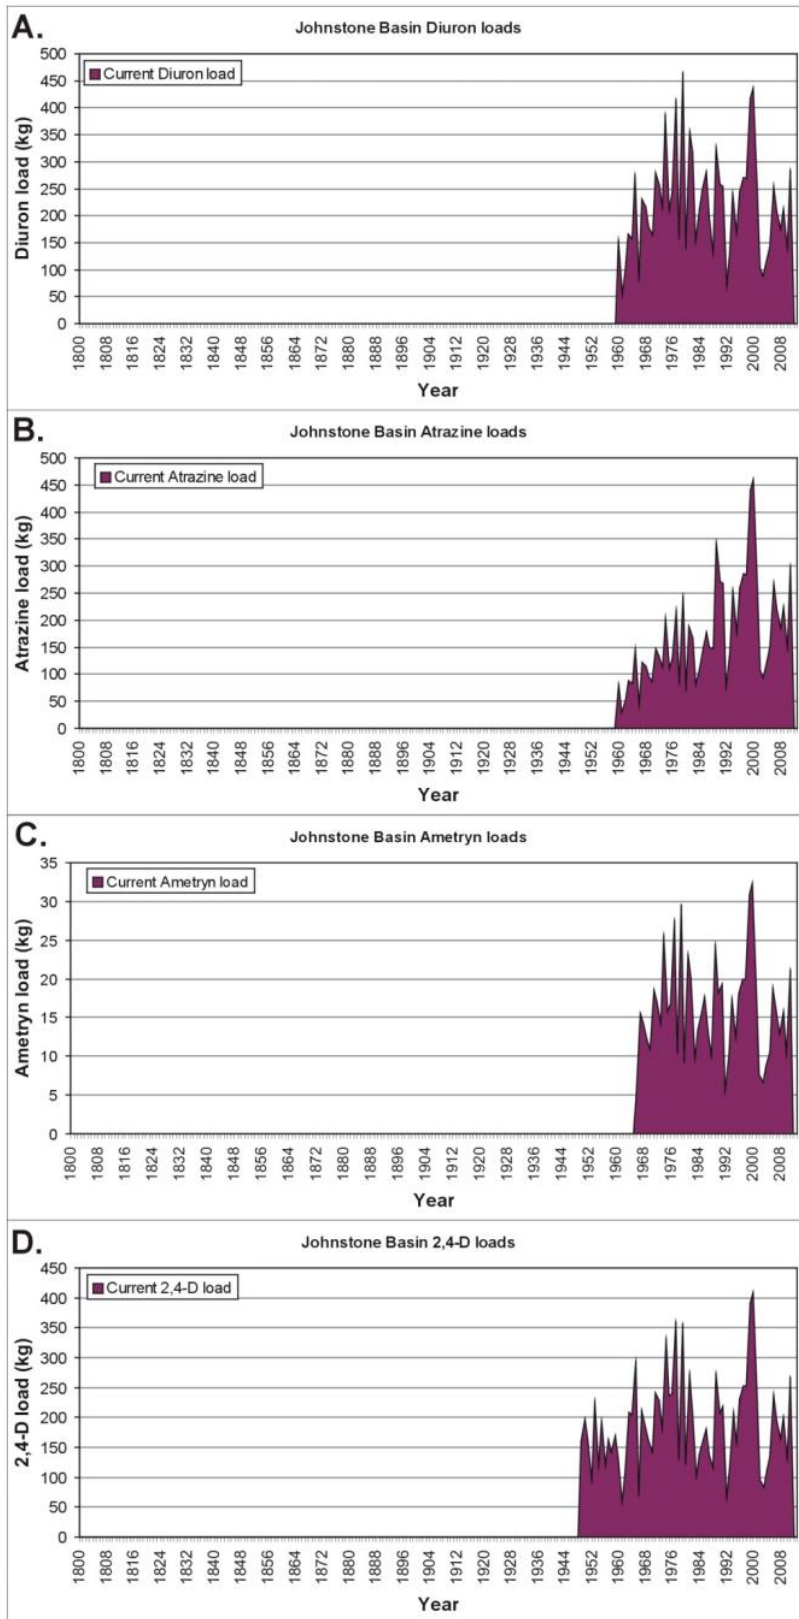 A.
Johnstone Basin Diuron loads
Diuron load (kg)
500
450
400
350
300
250
200
150
100
50
0
Current Diuron load
1800 1808 1816 1824 1832 1840 1848 1856 1864 1872 1880 1888 1896 1904 1912 1920 1928 1936 1944 1952 1960 1968 1976 1984 1992 2000 2008
Year
B.
Johnstone Basin Atrazine loads
Atrazine load (kg)
500
450
400
350
300
250
200
150
100
50
0
Current Atrazine load
1800 1808 1816 1824 1832 1840 1848 1856 1864 1872 1880 1888 1896 1904 1912 1920 1928 1936 1944 1952 1960 1968 1976 1984 1992 2000 2008
Year
C.
Johnstone Basin Ametryn loads
Ametryn load (kg)
35
30
25
20
15
10
5
0
Current Ametryn load
1800 1808 1816 1824 1832 1840 1848 1856 1864 1872 1880 1888 1896 1904 1912 1920 1928 1936 1944 1952 1960 1968 1976 1984 1992 2000 2008
Year
D.
Johnstone Basin 2,4-D loads
2,4-D load (kg)
450
400
350
300
250
200
150
100
50
0
Current 2,4-D load
1800 1808 1816 1824 1832 1840 1848 1856 1864 1872 1880 1888 1896 1904 1912 1920 1928 1936 1944 1952 1960 1968 1976 1984 1992 2000 2008
Year